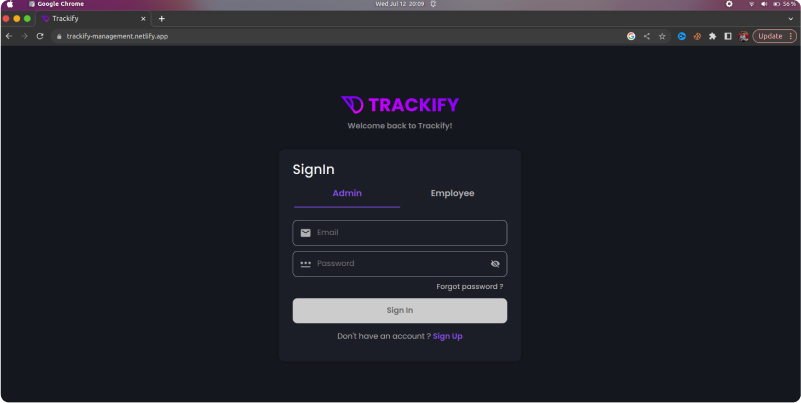 Google Chrome
Wed Jul 12 20:09
56 %
Trackify
trackify-management.netlify.app
Update
TRACKIFY
Welcome back to Trackify!
SignIn
Admin Employee
Email
Password
Forgot password ?
Sign In
Don't have an account ? Sign Up